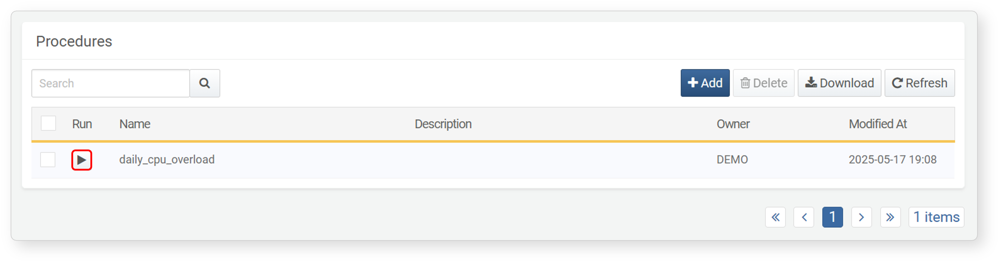 Procedures
Search
Add Delete Download Refresh
Run Name Description Owner Modified At
daily_cpu_overload DEMO 2025-05-17 19:08
« ‹ 1 › » 1 items